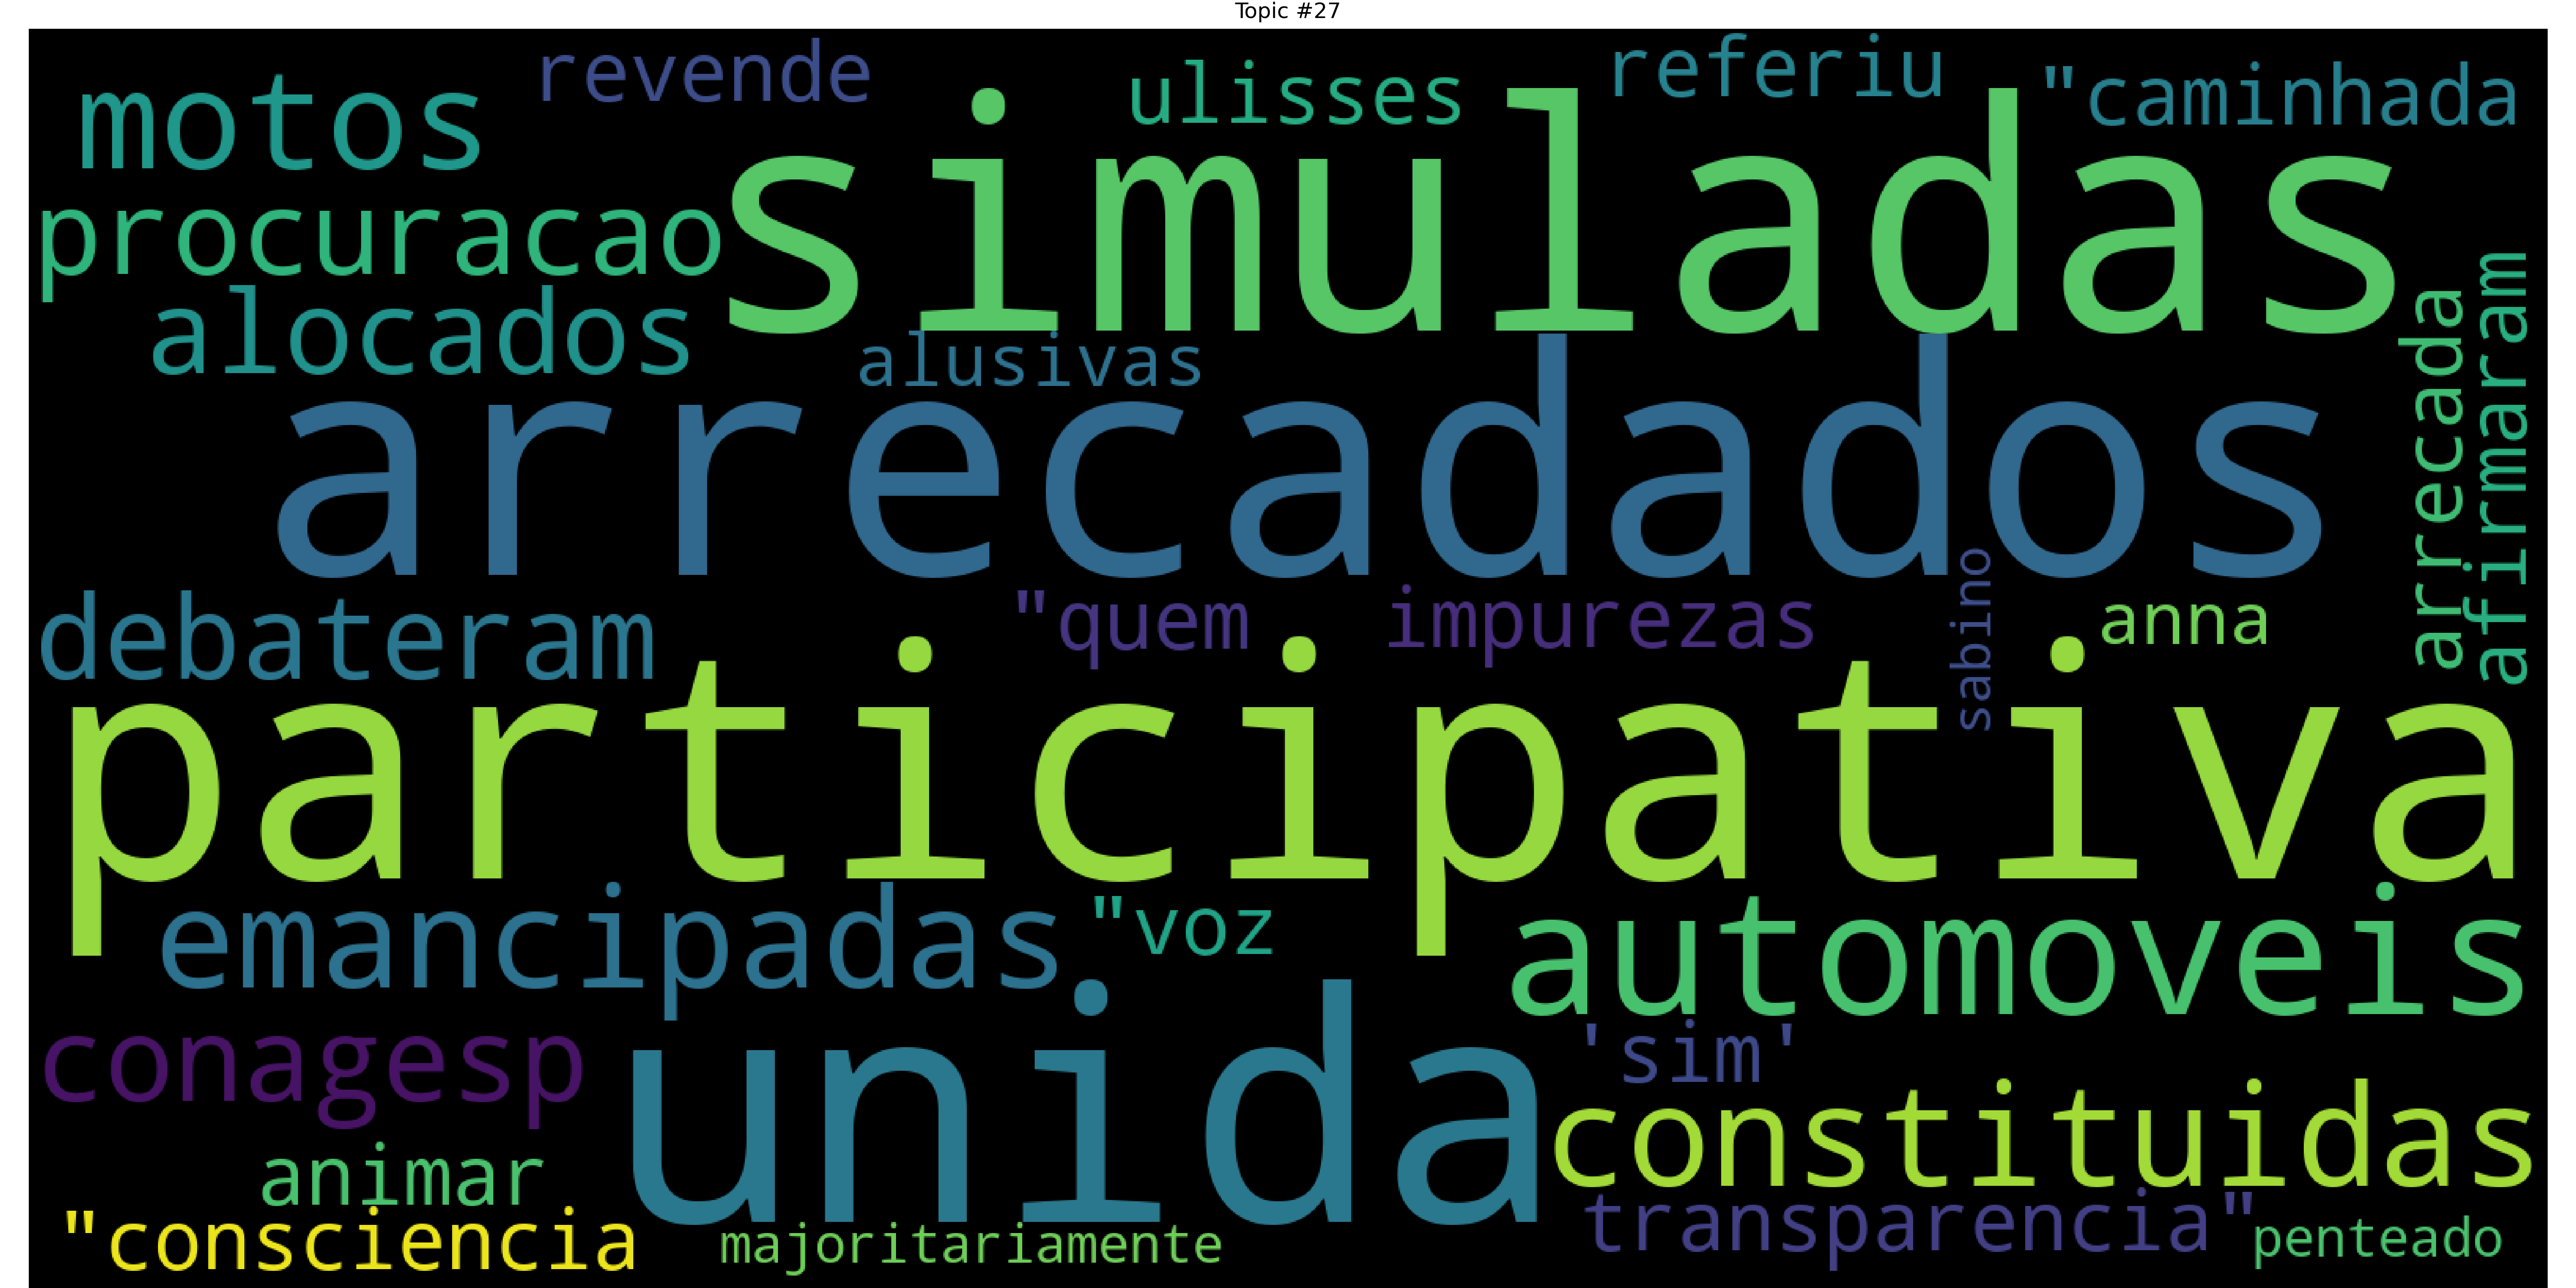 Topic #27
revende
ulisses
referiu
"caminhada
motos
simuladas
procuracao
alocados
alusivas
arrecadados
arrecada
afirmaram
debateram
"quem
impurezas
sabino
anna
participativa
emancipadas
"voz
automoveis
conagesp
unida
'sim'
constituidas
animar
"consciencia
majoritariamente
transparencia"
penteado